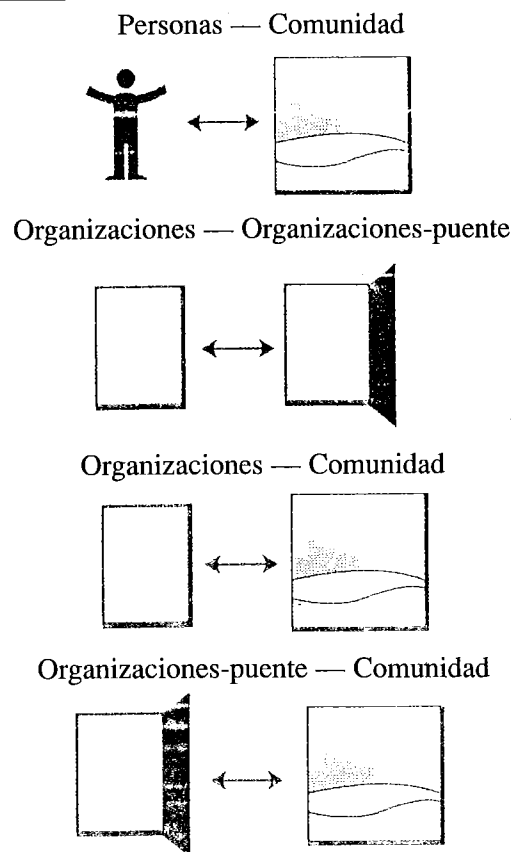 Personas — Comunidad
Organizaciones — Organizaciones-puente
Organizaciones — Comunidad
Organizaciones-puente — Comunidad